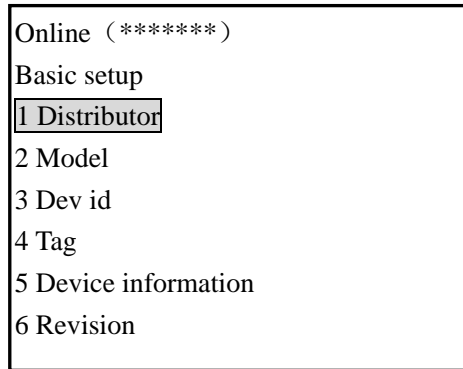 Online（*******）
Basic setup
1 Distributor
2 Model
3 Dev id
4 Tag
5 Device information
6 Revision